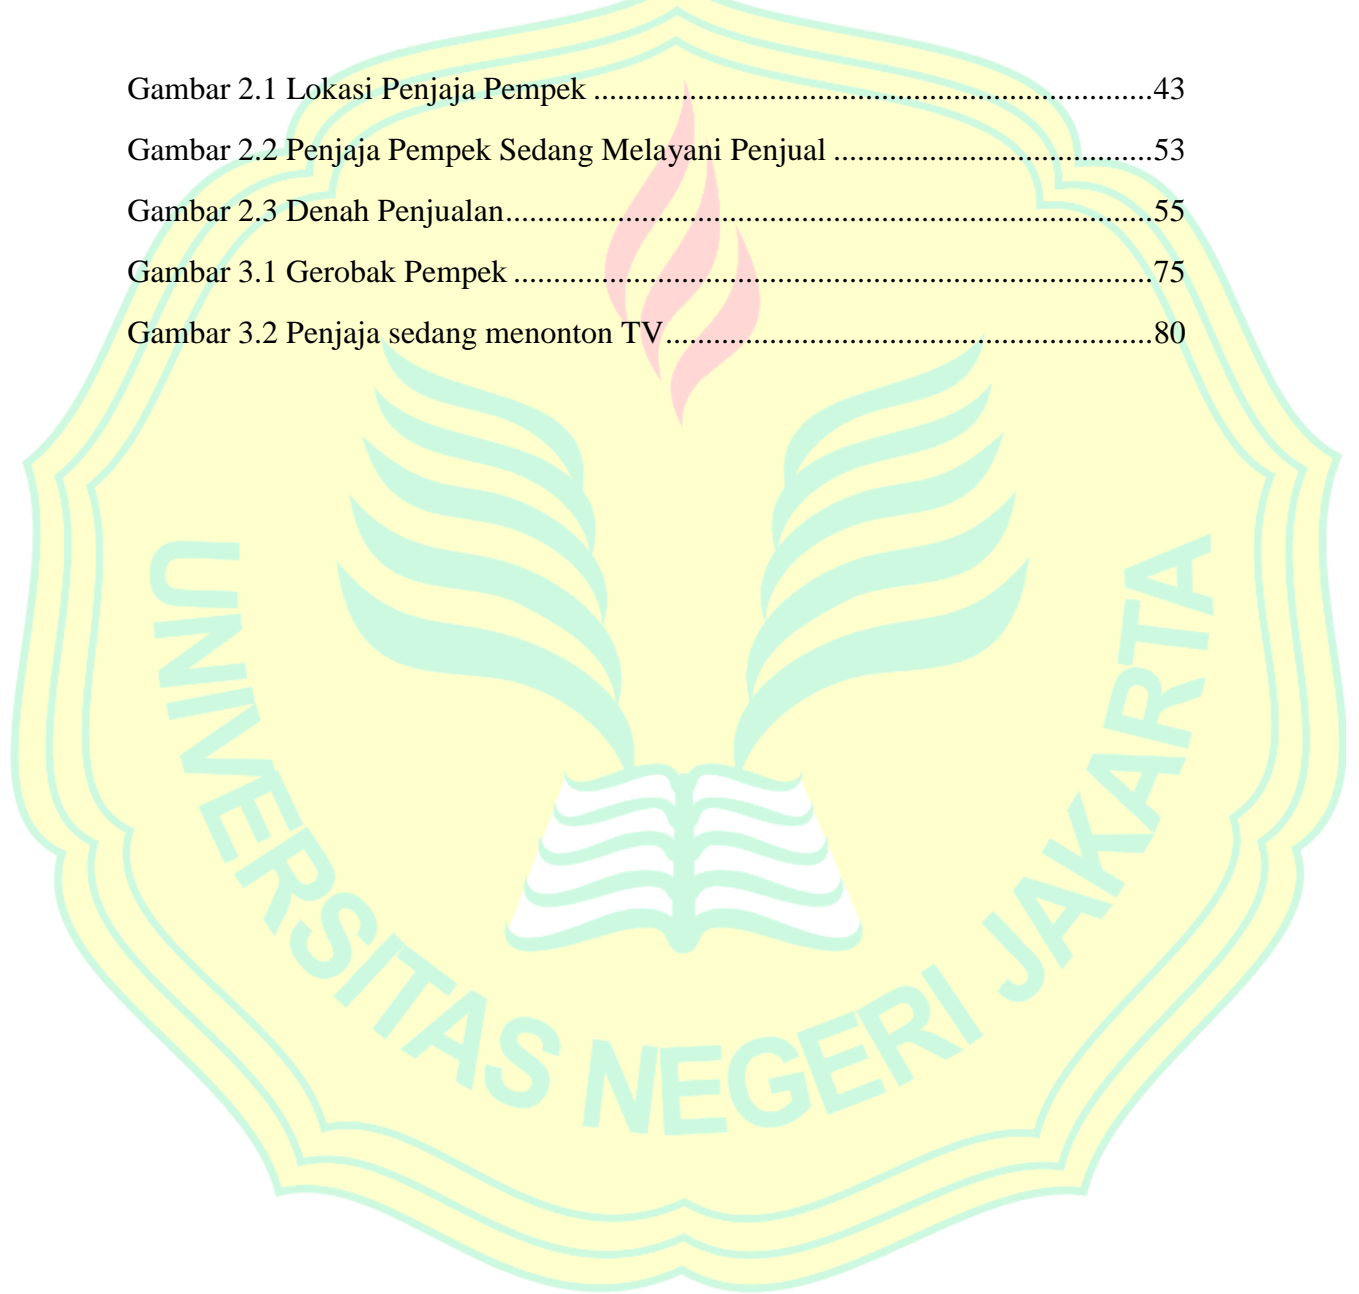 Gambar 2.1 Lokasi Penjaja Pempek ......................................................................43
Gambar 2.2 Penjaja Pempek Sedang Melayani Penjual ........................................53
Gambar 2.3 Denah Penjualan.................................................................................55
Gambar 3.1 Gerobak Pempek ................................................................................75
Gambar 3.2 Penjaja sedang menonton TV.............................................................80
UNIVERSITAS NEGERI JAKARTA